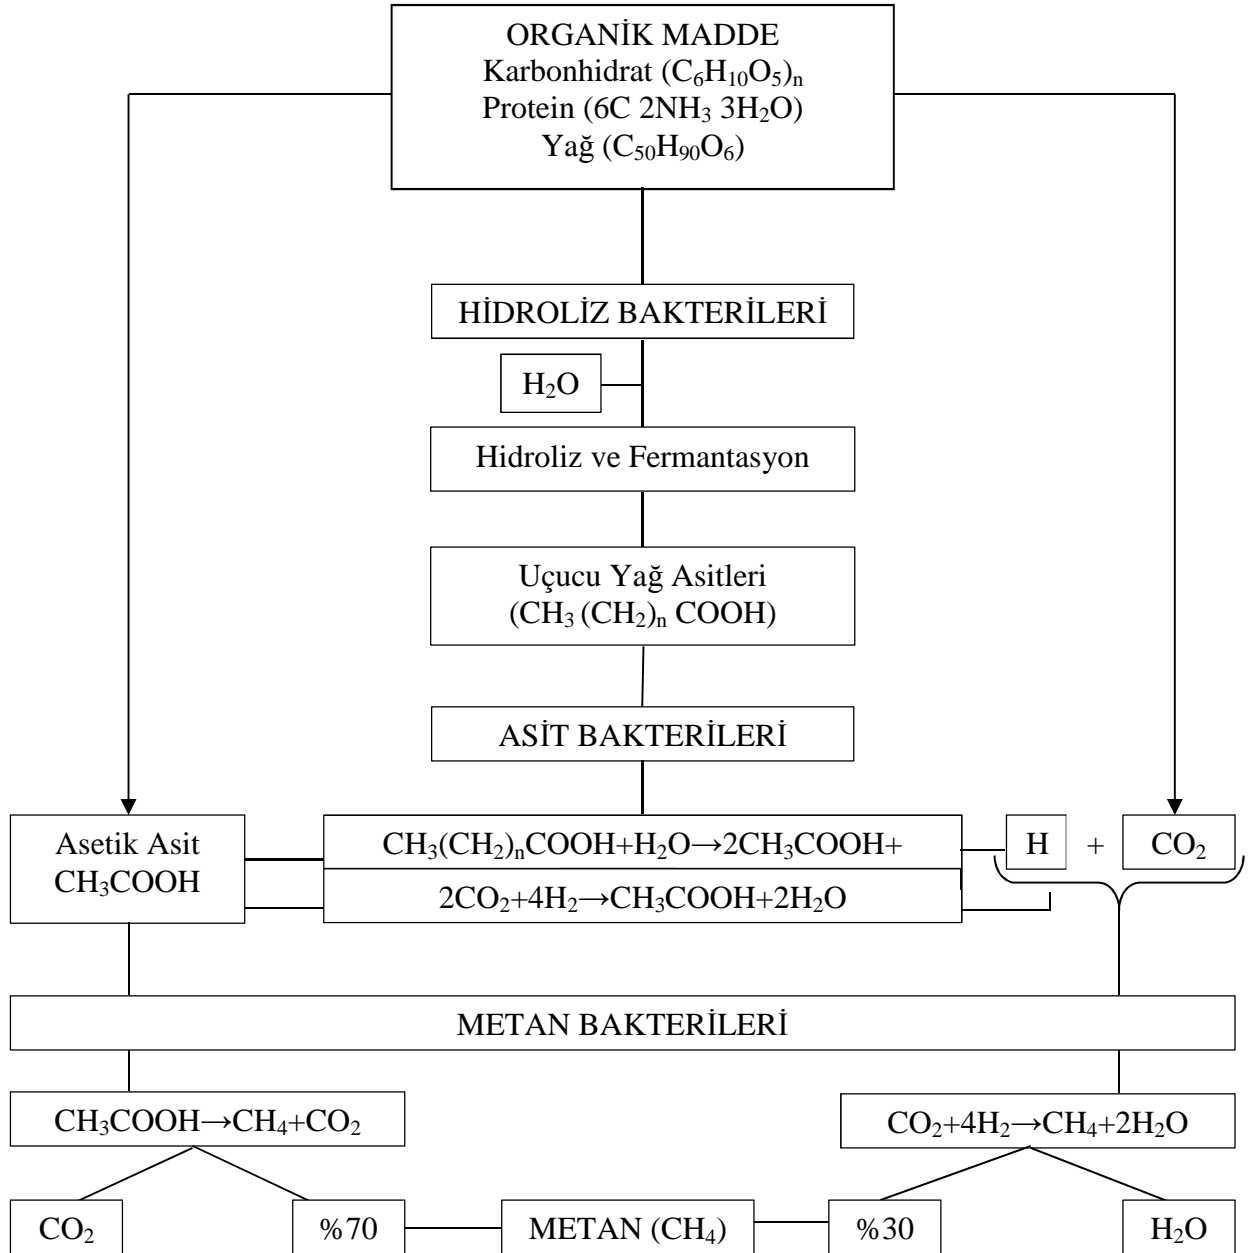 ORGANİK MADDE
Karbonhidrat (C₆H₁₀O₅)ₙ
Protein (6C 2NH₃ 3H₂O)
Yağ (C₅₀H₉₀O₆)
HİDROLİZ BAKTERİLERİ
H₂O
Hidroliz ve Fermantasyon
Uçucu Yağ Asitleri
(CH₃ (CH₂)ₙ COOH)
ASİT BAKTERİLERİ
Asetik Asit
CH₃COOH
CH₃(CH₂)ₙCOOH+H₂O→2CH₃COOH+
H + CO₂
2CO₂+4H₂→CH₃COOH+2H₂O
METAN BAKTERİLERİ
CH₃COOH→CH₄+CO₂
CO₂+4H₂→CH₄+2H₂O
CO₂
%70
METAN (CH₄)
%30
H₂O